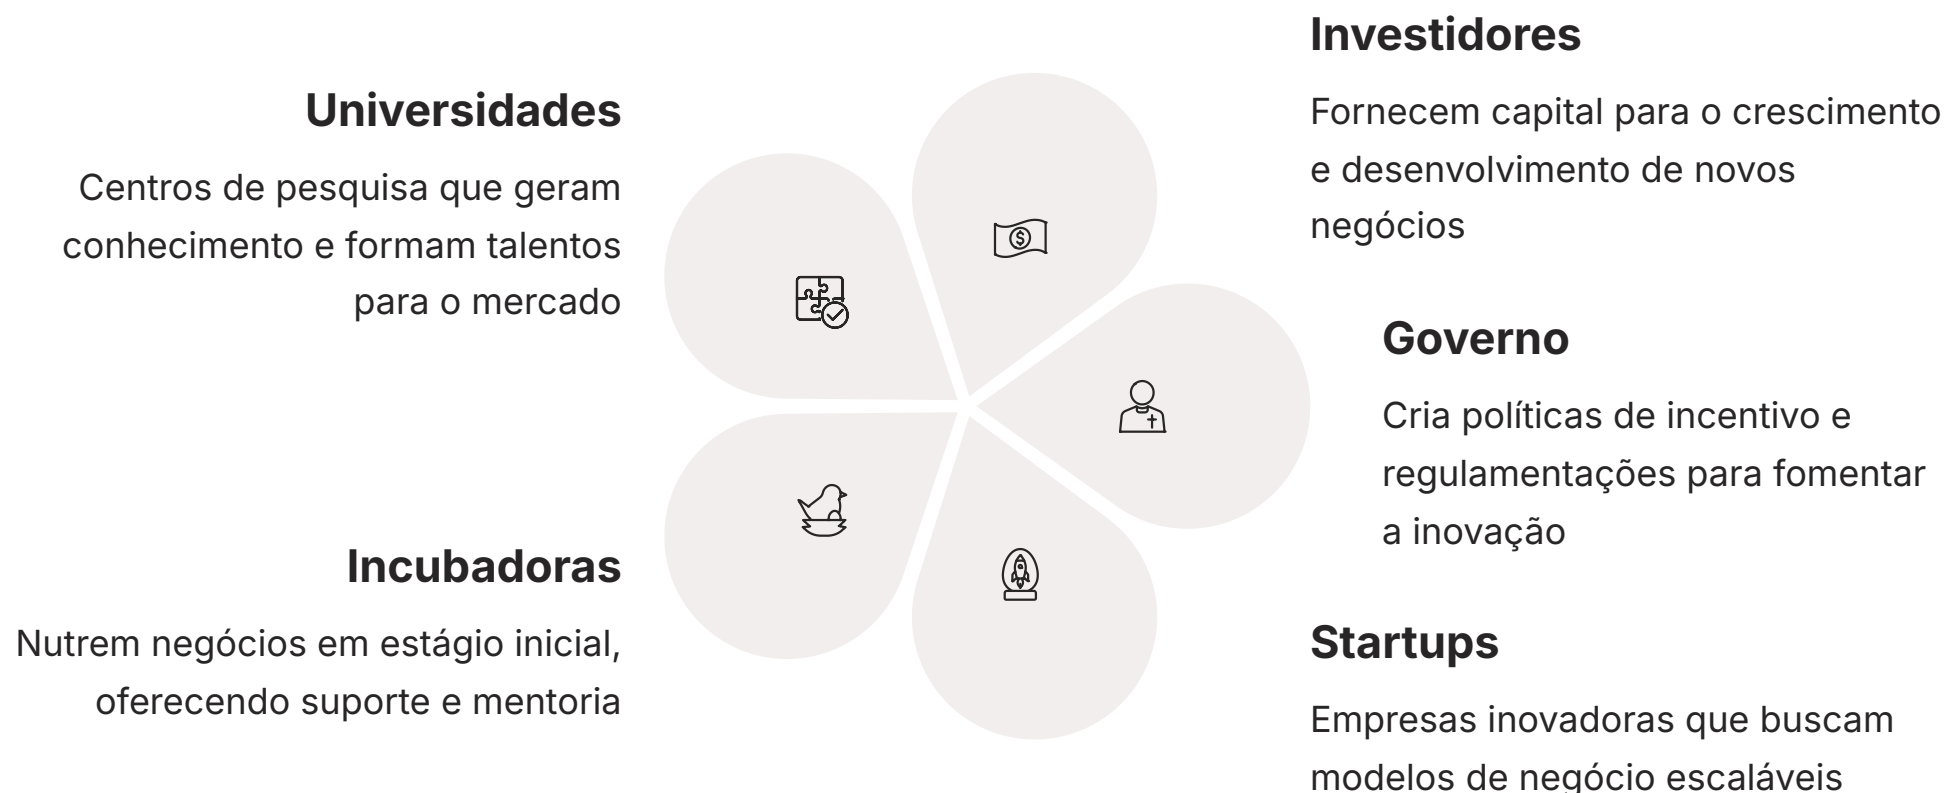 Universidades
Centros de pesquisa que geram
conhecimento e formam talentos
para o mercado
Incubadoras
Nutrem negócios em estágio inicial,
oferecendo suporte e mentoria
Investidores
Fornecem capital para o crescimento
e desenvolvimento de novos
negócios
Governo
Cria políticas de incentivo e
regulamentações para fomentar
a inovação
Startups
Empresas inovadoras que buscam
modelos de negócio escaláveis